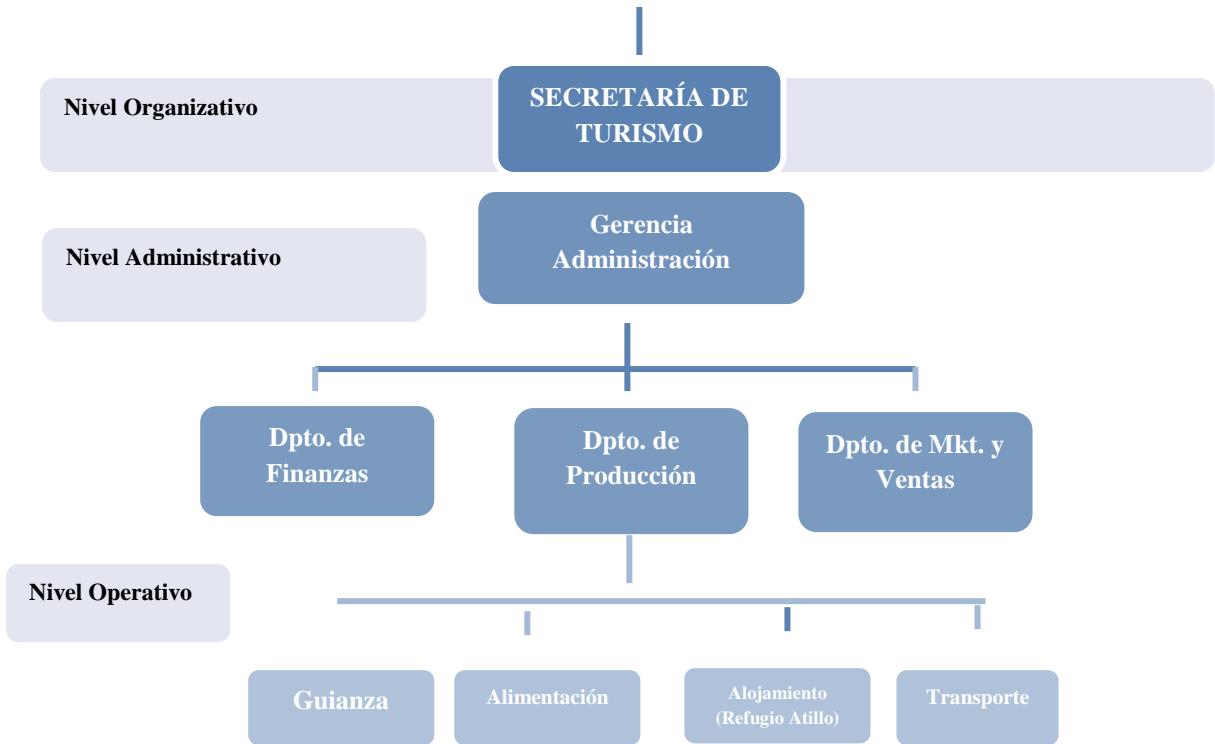 Nivel Organizativo
SECRETARÍA DE
TURISMO
Nivel Administrativo
Gerencia
Administración
Dpto. de
Finanzas
Dpto. de
Producción
Dpto. de Mkt. y
Ventas
Nivel Operativo
Guianza
Alimentación
Alojamiento
(Refugio Atillo)
Transporte